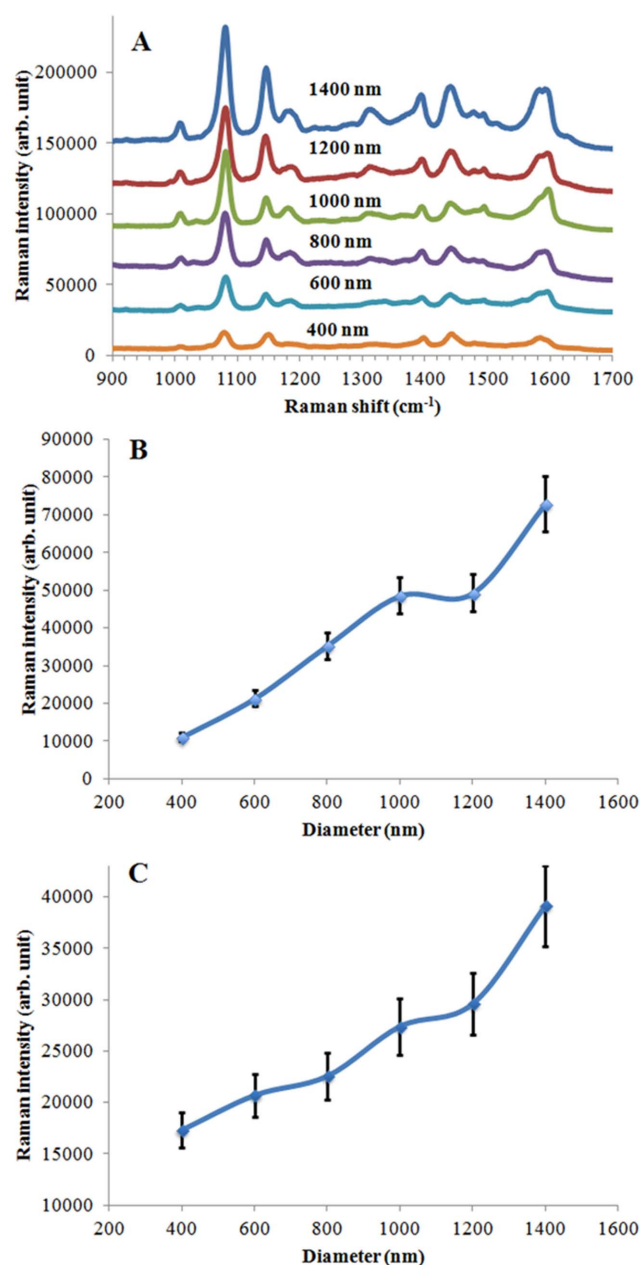 A
Raman intensity (arb. unit)
200000
150000
100000
50000
0
1400 nm
1200 nm
1000 nm
800 nm
600 nm
400 nm
900 1000 1100 1200 1300 1400 1500 1600 1700
Raman shift (cm⁻¹)
B
Raman intensity (arb. unit)
90000
80000
70000
60000
50000
40000
30000
20000
10000
0
200 400 600 800 1000 1200 1400 1600
Diameter (nm)
C
Raman intensity (arb. unit)
40000
35000
30000
25000
20000
15000
10000
200 400 600 800 1000 1200 1400 1600
Diameter (nm)